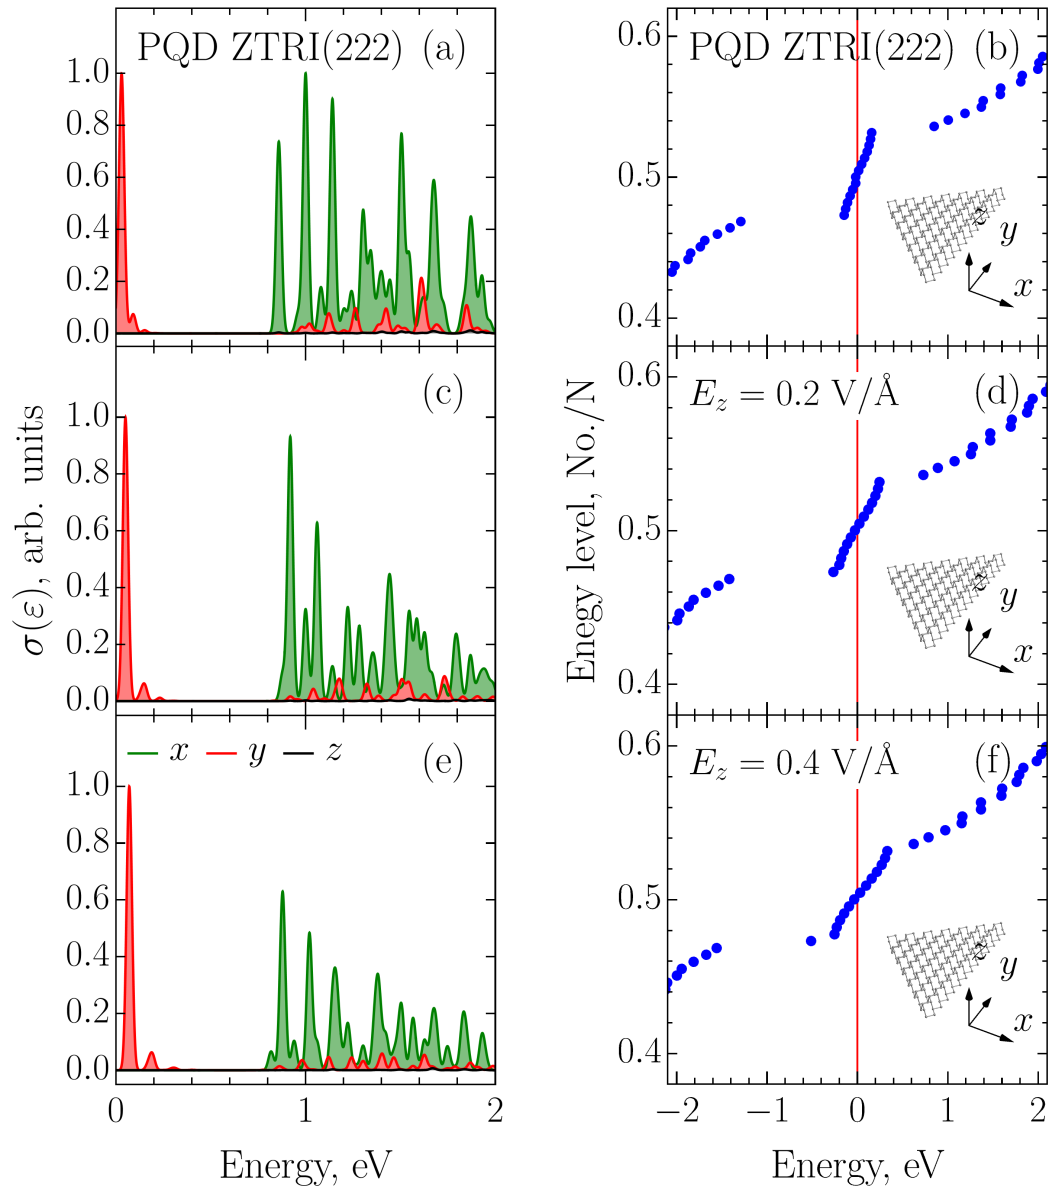 PQD ZTRI(222) (a)
1.0
0.8
0.6
0.4
0.2
0.0
(c)
1.0
0.8
0.6
0.4
0.2
0.0
x y z (e)
1.0
0.8
0.6
0.4
0.2
0.0
0 1 2
Energy, eV
σ(ε), arb. units
PQD ZTRI(222) (b)
0.6
0.5
0.4
z
y
x
E_z = 0.2 V/Å (d)
0.6
0.5
0.4
z
y
x
E_z = 0.4 V/Å (f)
0.6
0.5
0.4
z
y
x
−2 −1 0 1 2
Energy, eV
Enegy level, No./N